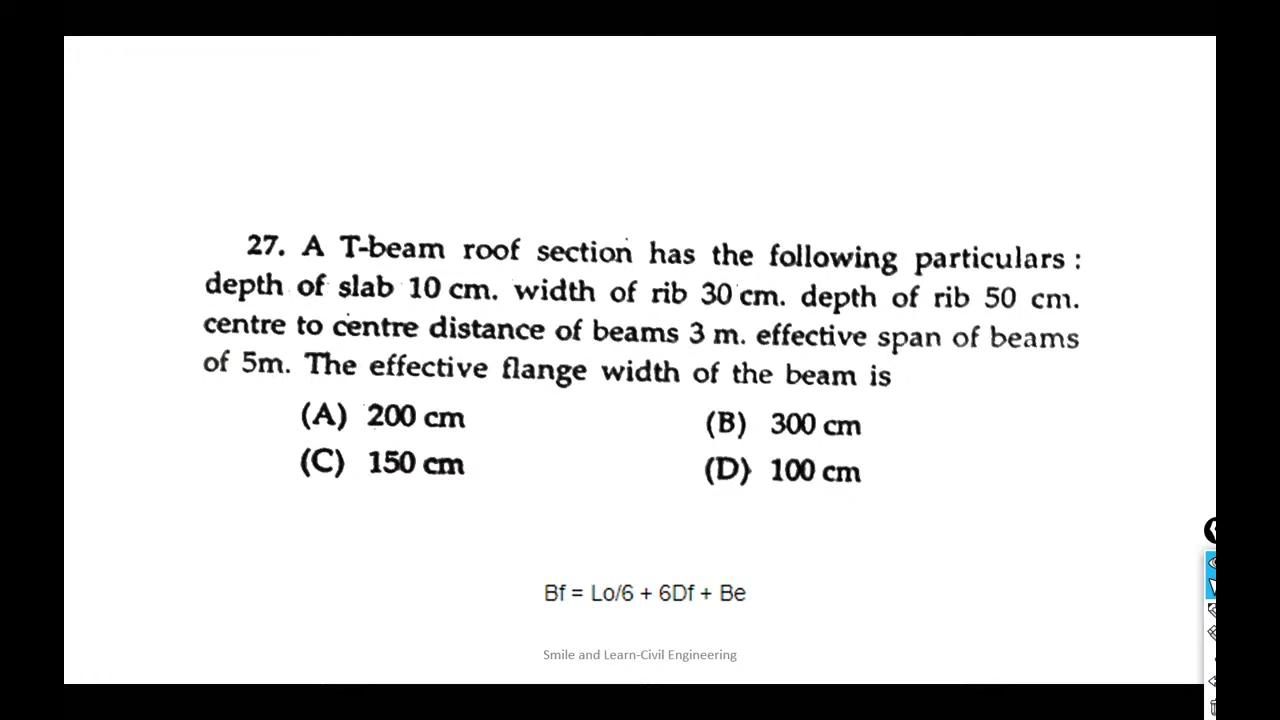 27. A T-beam roof section has the following particulars :
depth of slab 10 cm. width of rib 30 cm. depth of rib 50 cm.
centre to centre distance of beams 3 m. effective span of beams
of 5m. The effective flange width of the beam is
(A) 200 cm (B) 300 cm
(C) 150 cm (D) 100 cm
Bf = Lo/6 + 6Df + Be
Smile and Learn-Civil Engineering